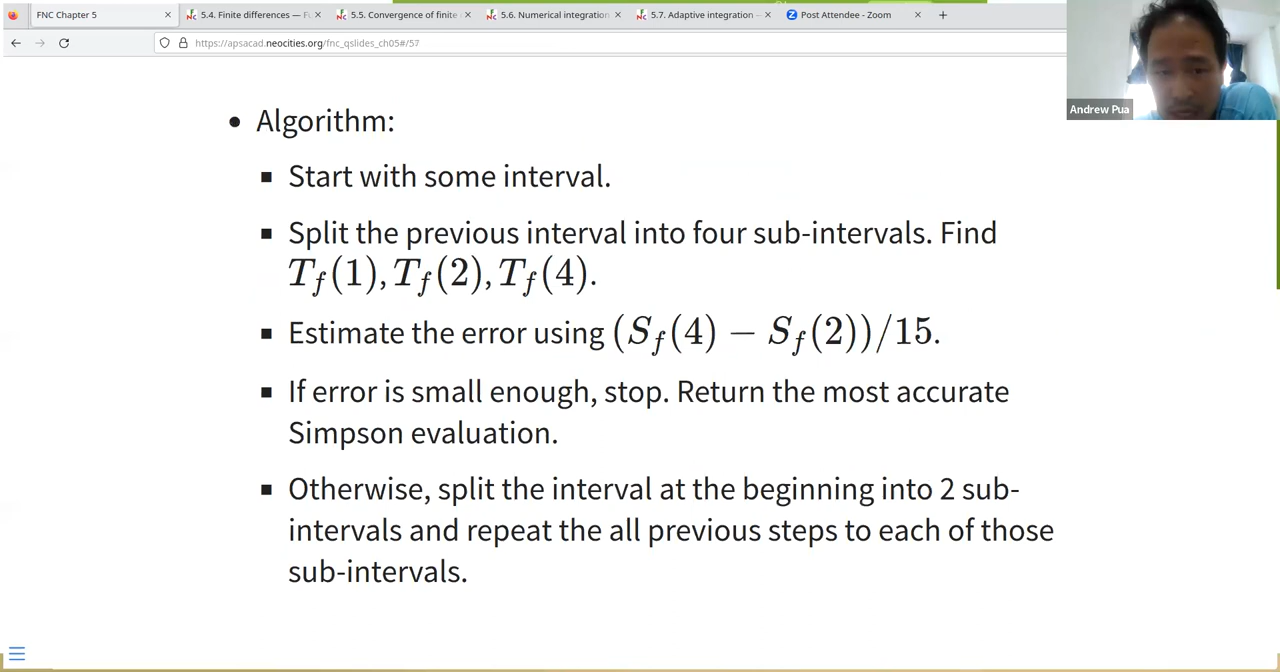 FNC Chapter 5
5.4. Finite differences — F
5.5. Convergence of finite
5.6. Numerical integration
5.7. Adaptive integration
Post Attendee - Zoom
https://apsacad.neocities.org/fnc_qslides_ch05#/57
Andrew Pua
• Algorithm:
▪ Start with some interval.
▪ Split the previous interval into four sub-intervals. Find
T_f(1), T_f(2), T_f(4).
▪ Estimate the error using (S_f(4) − S_f(2))/15.
▪ If error is small enough, stop. Return the most accurate
Simpson evaluation.
▪ Otherwise, split the interval at the beginning into 2 sub-
intervals and repeat the all previous steps to each of those
sub-intervals.